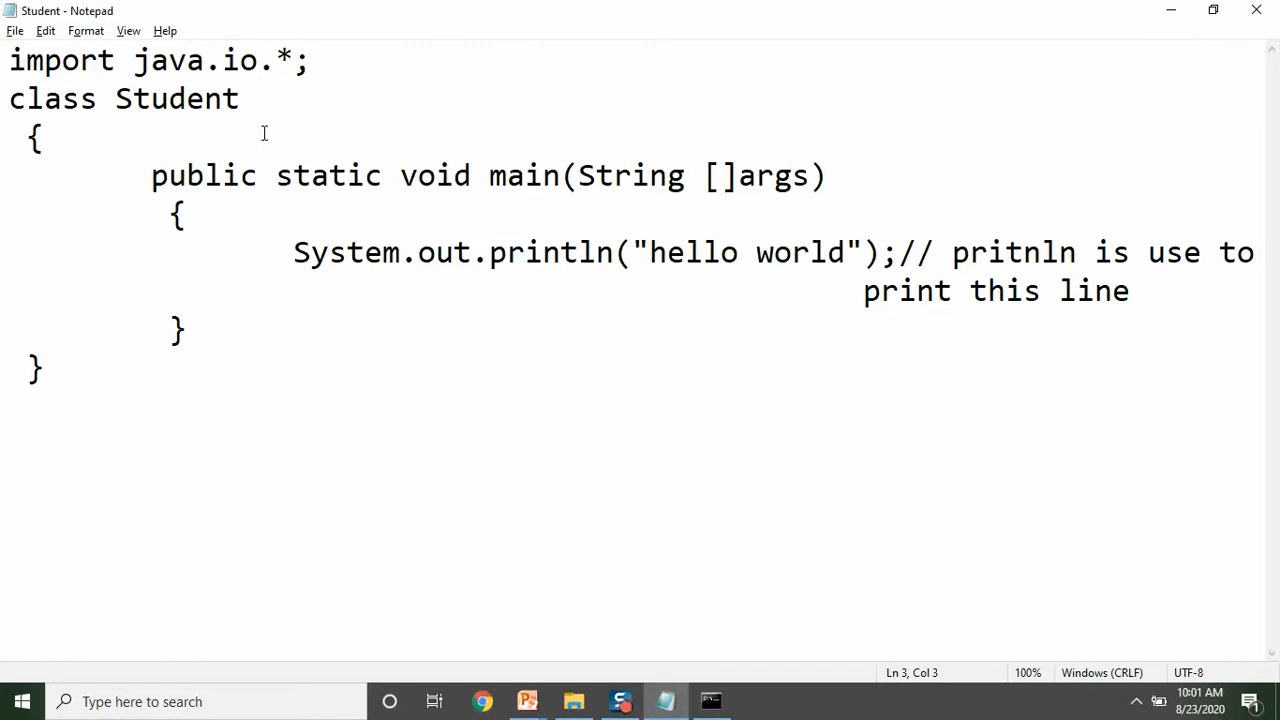 Student - Notepad
File Edit Format View Help
import java.io.*;
class Student
{
public static void main(String []args)
{
System.out.println("hello world");// pritnln is use to
print this line
}
}
Ln 3, Col 3 100% Windows (CRLF) UTF-8
Type here to search
10:01 AM
8/23/2020
1